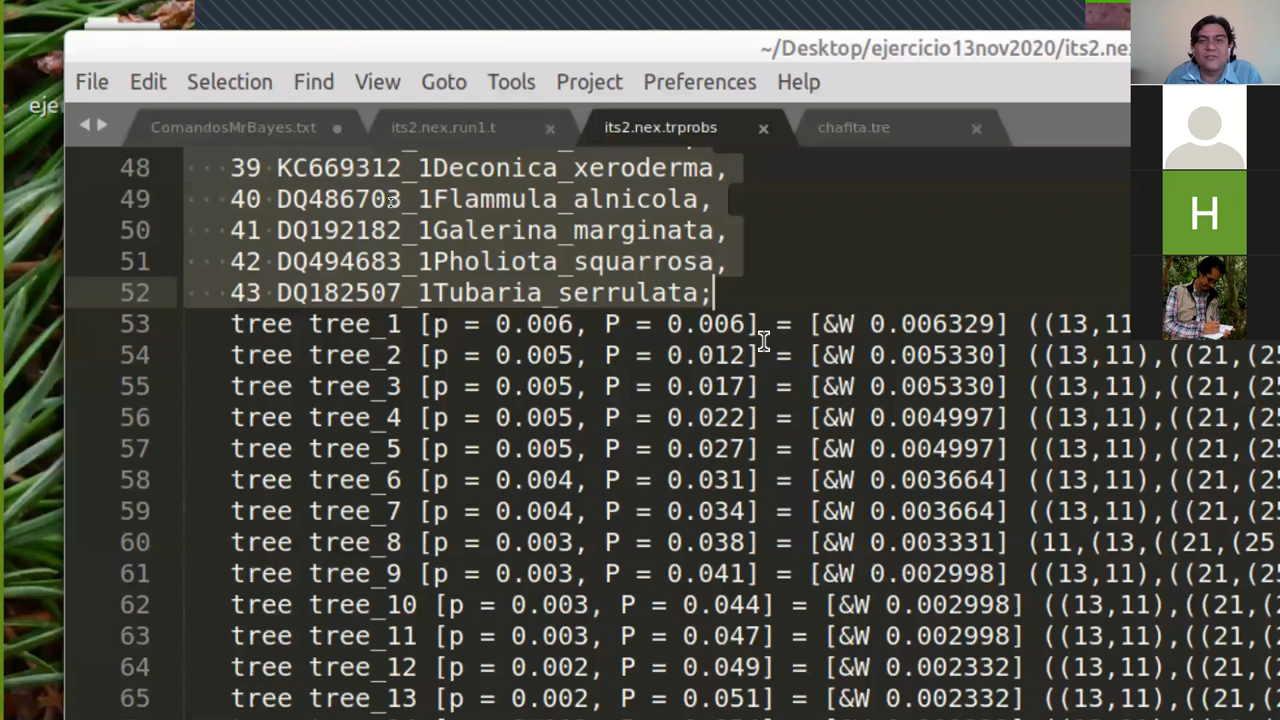 ~/Desktop/ejercicio13nov2020/its2.nex
File Edit Selection Find View Goto Tools Project Preferences Help
eje
ComandosMrBayes.txt its2.nex.run1.t its2.nex.trprobs chafita.tre
48 39 KC669312_1Deconica_xeroderma,
49 40 DQ486703_1Flammula_alnicola,
50 41 DQ192182_1Galerina_marginata,
51 42 DQ494683_1Pholiota_squarrosa,
52 43 DQ182507_1Tubaria_serrulata;
53 tree tree_1 [p = 0.006, P = 0.006] = [&W 0.006329] ((13,11
54 tree tree_2 [p = 0.005, P = 0.012] = [&W 0.005330] ((13,11),((21,(2
55 tree tree_3 [p = 0.005, P = 0.017] = [&W 0.005330] ((13,11),((21,(25
56 tree tree_4 [p = 0.005, P = 0.022] = [&W 0.004997] ((13,11),((21,(2
57 tree tree_5 [p = 0.005, P = 0.027] = [&W 0.004997] ((13,11),((21,(2
58 tree tree_6 [p = 0.004, P = 0.031] = [&W 0.003664] ((13,11),((21,(25
59 tree tree_7 [p = 0.004, P = 0.034] = [&W 0.003664] ((13,11),((21,(2
60 tree tree_8 [p = 0.003, P = 0.038] = [&W 0.003331] (11,(13,((21,(25
61 tree tree_9 [p = 0.003, P = 0.041] = [&W 0.002998] ((13,11),((21,(2
62 tree tree_10 [p = 0.003, P = 0.044] = [&W 0.002998] ((13,11),((21,(
63 tree tree_11 [p = 0.003, P = 0.047] = [&W 0.002998] ((13,11),((21,(
64 tree tree_12 [p = 0.002, P = 0.049] = [&W 0.002332] ((13,11),((21,(
65 tree tree_13 [p = 0.002, P = 0.051] = [&W 0.002332] ((13,11),((21,(
H